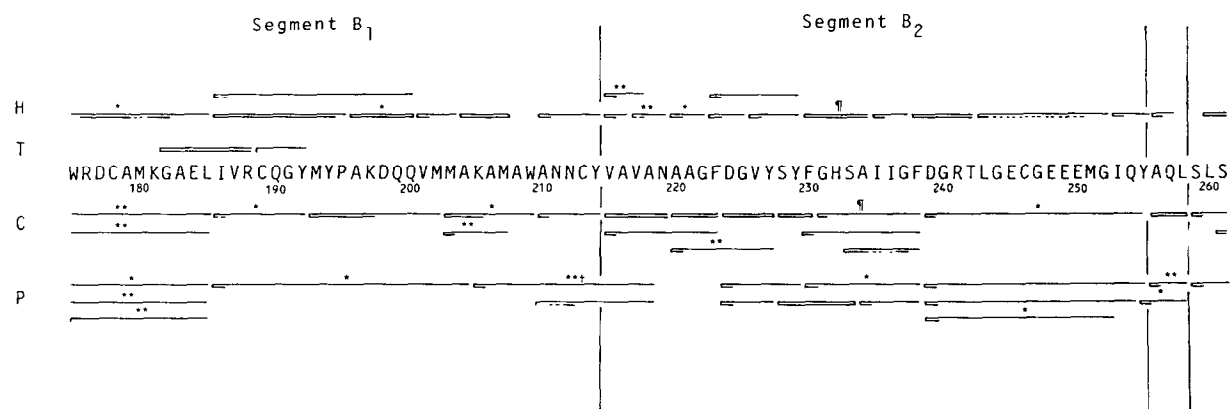 Segment B₁ Segment B₂
**
* * ** * ¶
H
T
WRDCAMKGAELIVRCQGYMYPAKDQQVMMAKAMAWANNCYVAVANAAGFDGVYSYFGHSAIIGFDGRTLGECGEEEMGIQYAQLSLS
180 190 200 210 220 230 240 250 260
** * * ¶ *
C
** **
**
* * **† * **
P
** *
** *